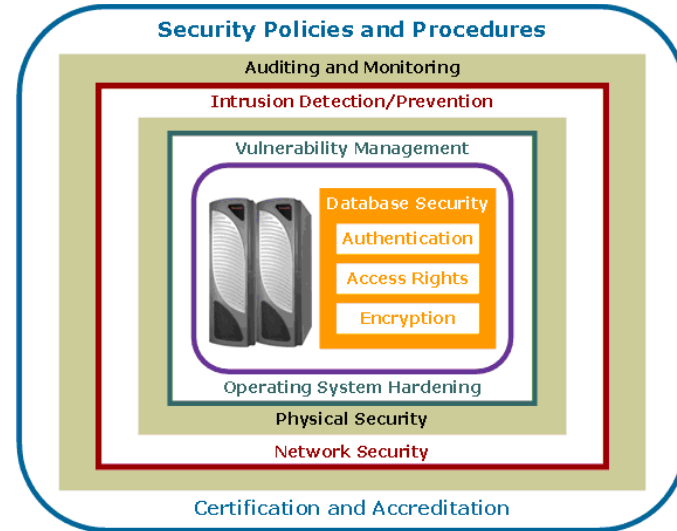 Security Policies and Procedures
Auditing and Monitoring
Intrusion Detection/Prevention
Vulnerability Management
Database Security
Authentication
Access Rights
Encryption
Operating System Hardening
Physical Security
Network Security
Certification and Accreditation